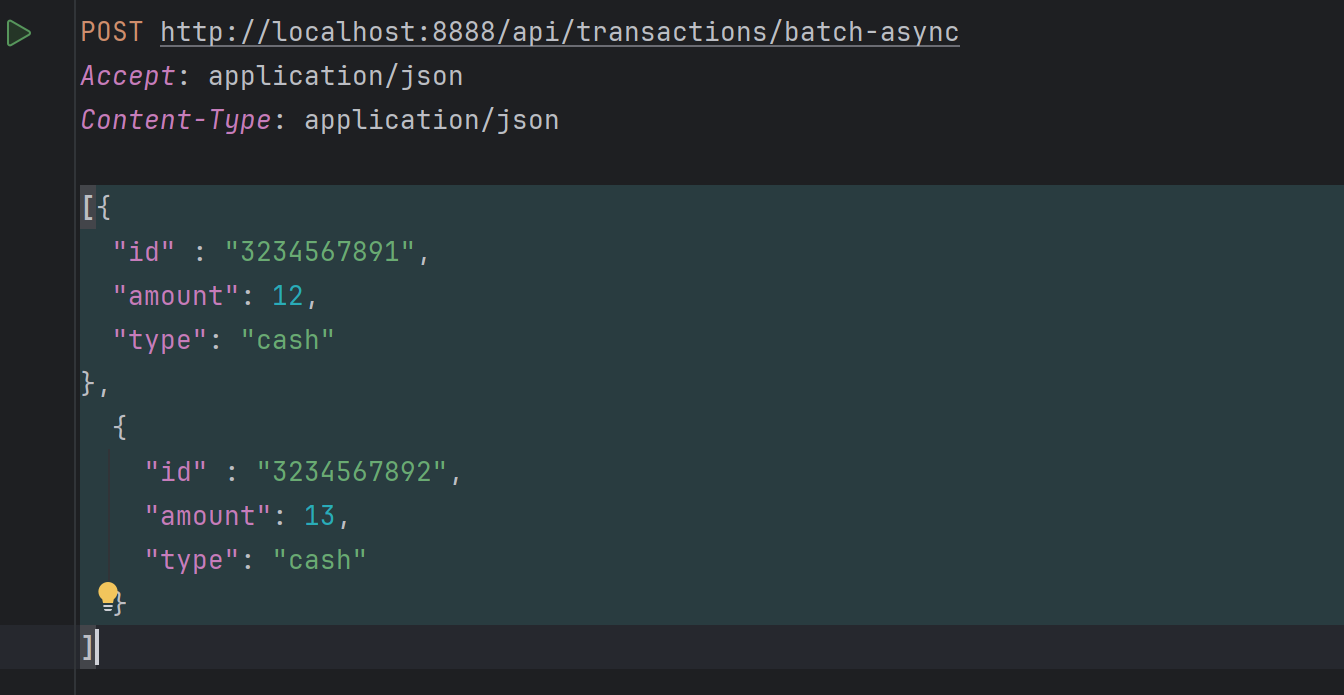 POST http://localhost:8888/api/transactions/batch-async
Accept: application/json
Content-Type: application/json

[{
  "id" : "3234567891",
  "amount": 12,
  "type": "cash"
},
  {
    "id" : "3234567892",
    "amount": 13,
    "type": "cash"
  }
]